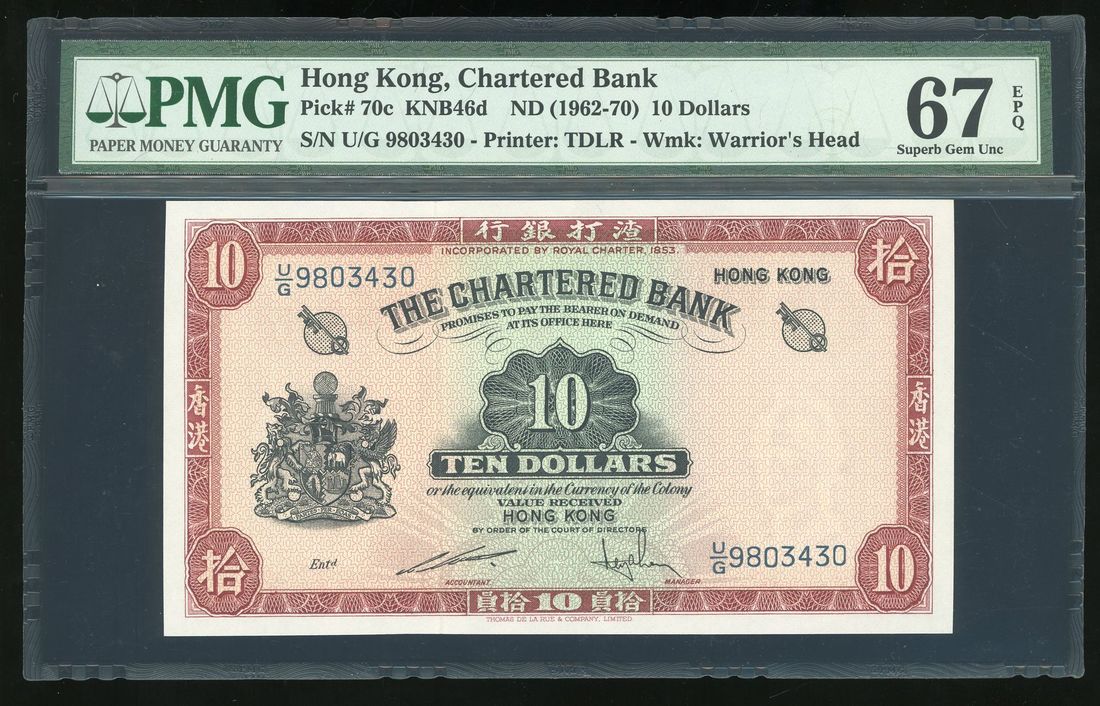 PMG
PAPER MONEY GUARANTY
Hong Kong, Chartered Bank
Pick# 70c KNB46d ND (1962-70) 10 Dollars
S/N U/G 9803430 - Printer: TDLR - Wmk: Warrior's Head
67
EPQ
Superb Gem Unc
行銀打渣
INCORPORATED BY ROYAL CHARTER, 1853.
10
拾
U/G 9803430
HONG KONG
THE CHARTERED BANK
PROMISES TO PAY THE BEARER ON DEMAND
AT ITS OFFICE HERE
10
香港
香港
TEN DOLLARS
or the equivalent in the Currency of the Colony
VALUE RECEIVED
HONG KONG
BY ORDER OF THE COURT OF DIRECTORS
Entd
U/G 9803430
拾
10
ACCOUNTANT
MANAGER
員拾10員拾
THOMAS DE LA RUE & COMPANY, LIMITED.